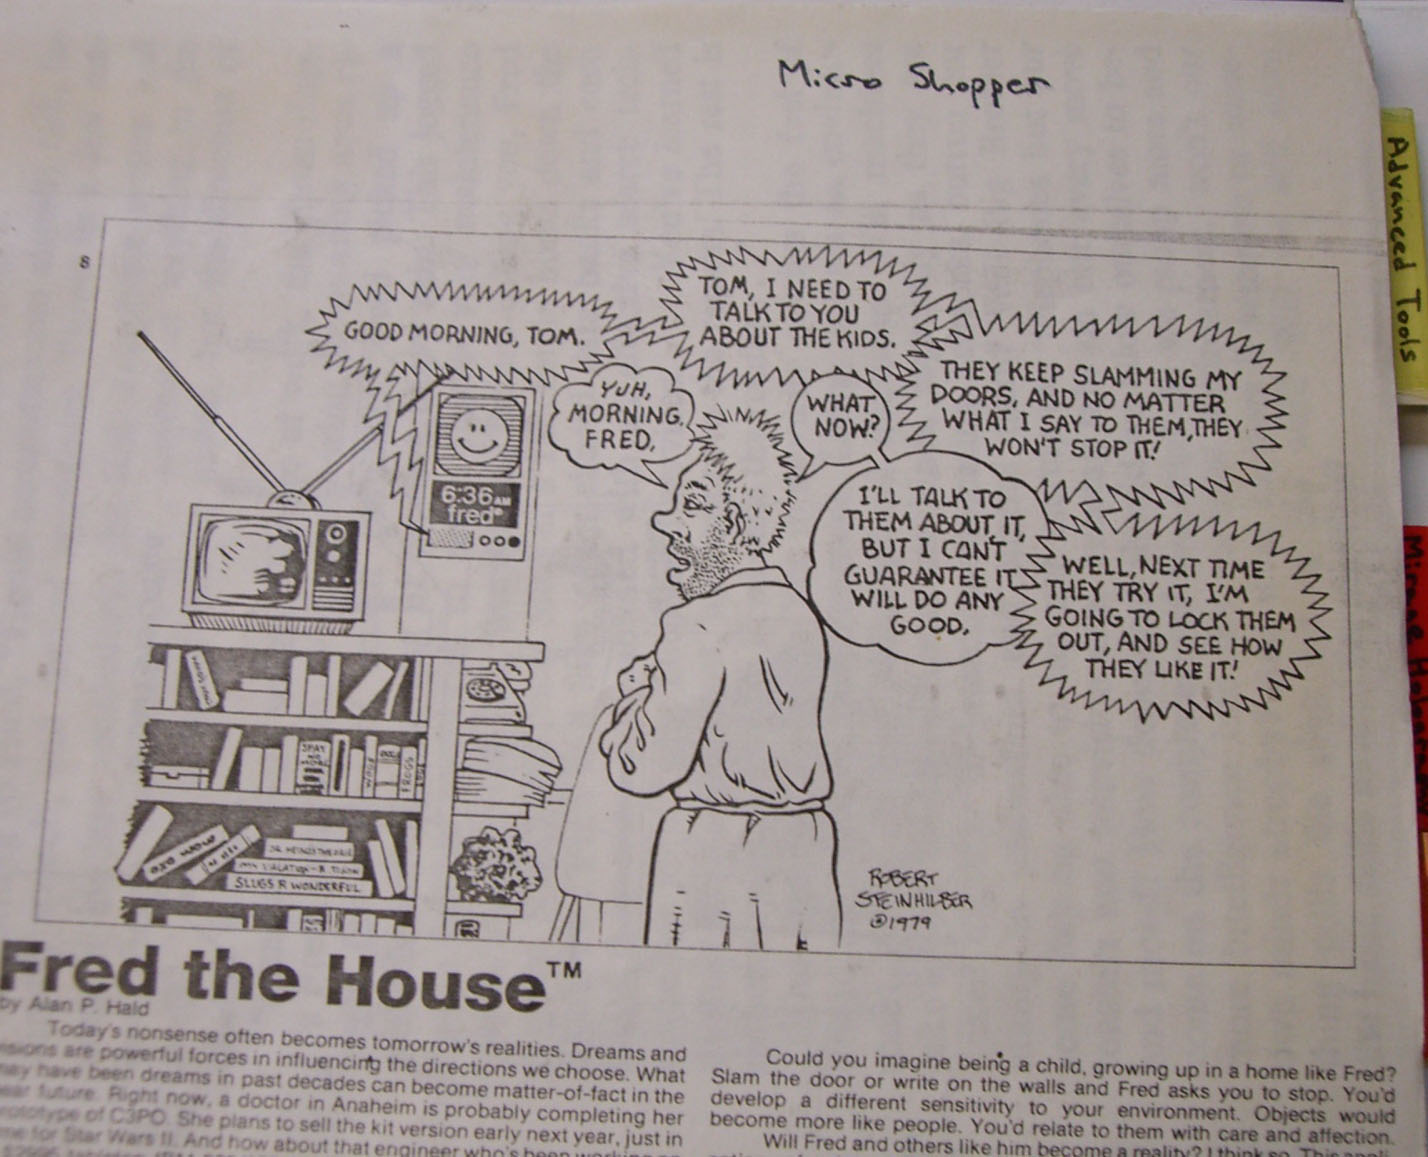 Micro Shopper
Advanced Tools
8
GOOD MORNING, TOM.
YUH,
MORNING,
FRED.
TOM, I NEED TO
TALK TO YOU
ABOUT THE KIDS.
WHAT
NOW?
THEY KEEP SLAMMING MY
DOORS, AND NO MATTER
WHAT I SAY TO THEM, THEY
WON'T STOP IT!
I'LL TALK TO
THEM ABOUT IT,
BUT I CAN'T
GUARANTEE IT
WILL DO ANY
GOOD.
WELL, NEXT TIME
THEY TRY IT, I'M
GOING TO LOCK THEM
OUT, AND SEE HOW
THEY LIKE IT!
6:36 AM
fred®
FROGS
SLUGS R WONDERFUL
ROBERT
STEINHILBER
©1979
Fred the House™
by Alan P. Hald
Today's nonsense often becomes tomorrow's realities. Dreams and
are powerful forces in influencing the directions we choose. What
may have been dreams in past decades can become matter-of-fact in the
near future. Right now, a doctor in Anaheim is probably completing her
prototype of C3PO. She plans to sell the kit version early next year, just in
time for Star Wars II. And how about that engineer who's been working on
Could you imagine being a child, growing up in a home like Fred?
Slam the door or write on the walls and Fred asks you to stop. You'd
develop a different sensitivity to your environment. Objects would
become more like people. You'd relate to them with care and affection.
Will Fred and others like him become a reality? I think so. This